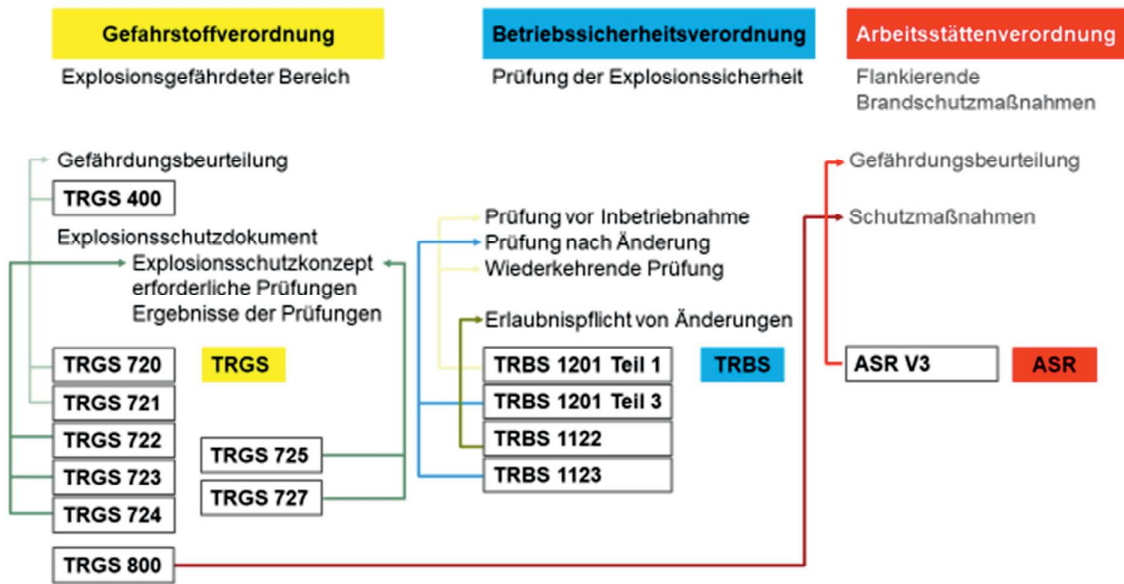 Gefahrstoffverordnung
Explosionsgefährdeter Bereich
Gefährdungsbeurteilung
TRGS 400
Explosionsschutzdokument
Explosionsschutzkonzept
erforderliche Prüfungen
Ergebnisse der Prüfungen
TRGS 720
TRGS
TRGS 721
TRGS 722
TRGS 723
TRGS 724
TRGS 725
TRGS 727
TRGS 800
Betriebssicherheitsverordnung
Prüfung der Explosionssicherheit
Prüfung vor Inbetriebnahme
Prüfung nach Änderung
Wiederkehrende Prüfung
Erlaubnispflicht von Änderungen
TRBS 1201 Teil 1
TRBS
TRBS 1201 Teil 3
TRBS 1122
TRBS 1123
Arbeitsstättenverordnung
Flankierende
Brandschutzmaßnahmen
Gefährdungsbeurteilung
Schutzmaßnahmen
ASR V3
ASR